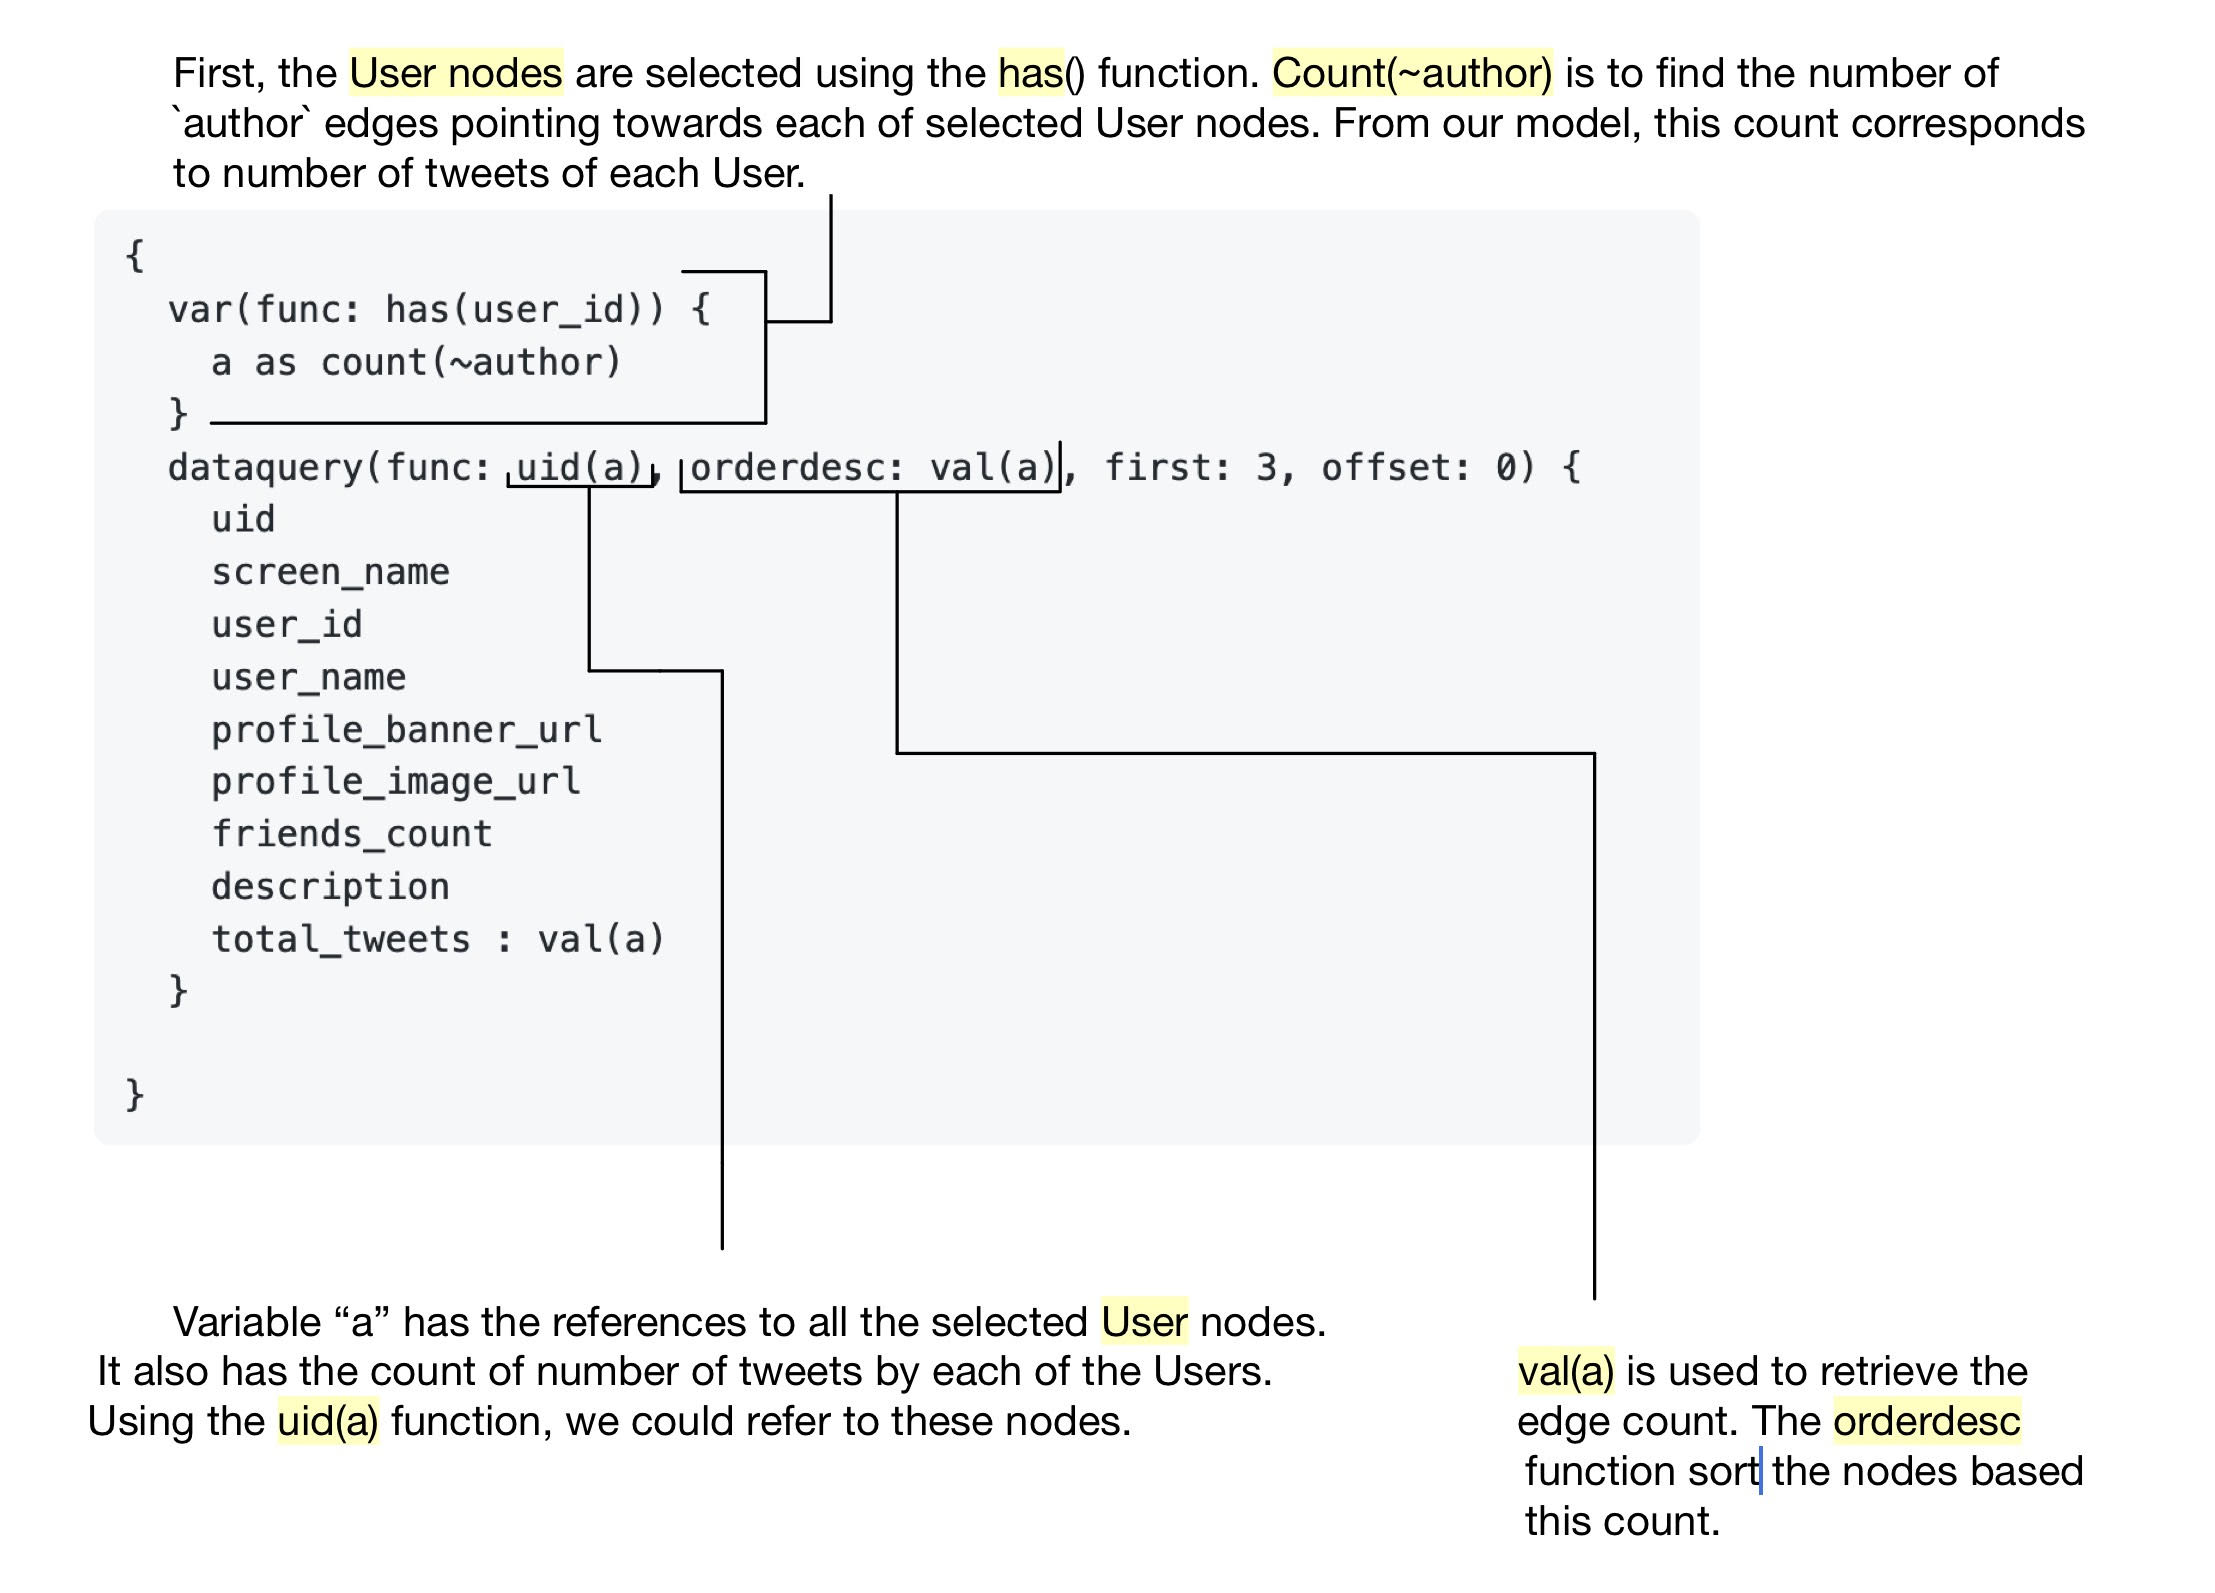 First, the User nodes are selected using the has() function. Count(~author) is to find the number of
`author` edges pointing towards each of selected User nodes. From our model, this count corresponds
to number of tweets of each User.
{
  var(func: has(user_id)) {
    a as count(~author)
  }
  dataquery(func: uid(a), orderdesc: val(a), first: 3, offset: 0) {
    uid
    screen_name
    user_id
    user_name
    profile_banner_url
    profile_image_url
    friends_count
    description
    total_tweets : val(a)
  }
}
Variable “a” has the references to all the selected User nodes.
It also has the count of number of tweets by each of the Users.
Using the uid(a) function, we could refer to these nodes.
val(a) is used to retrieve the
edge count. The orderdesc
function sort the nodes based
this count.